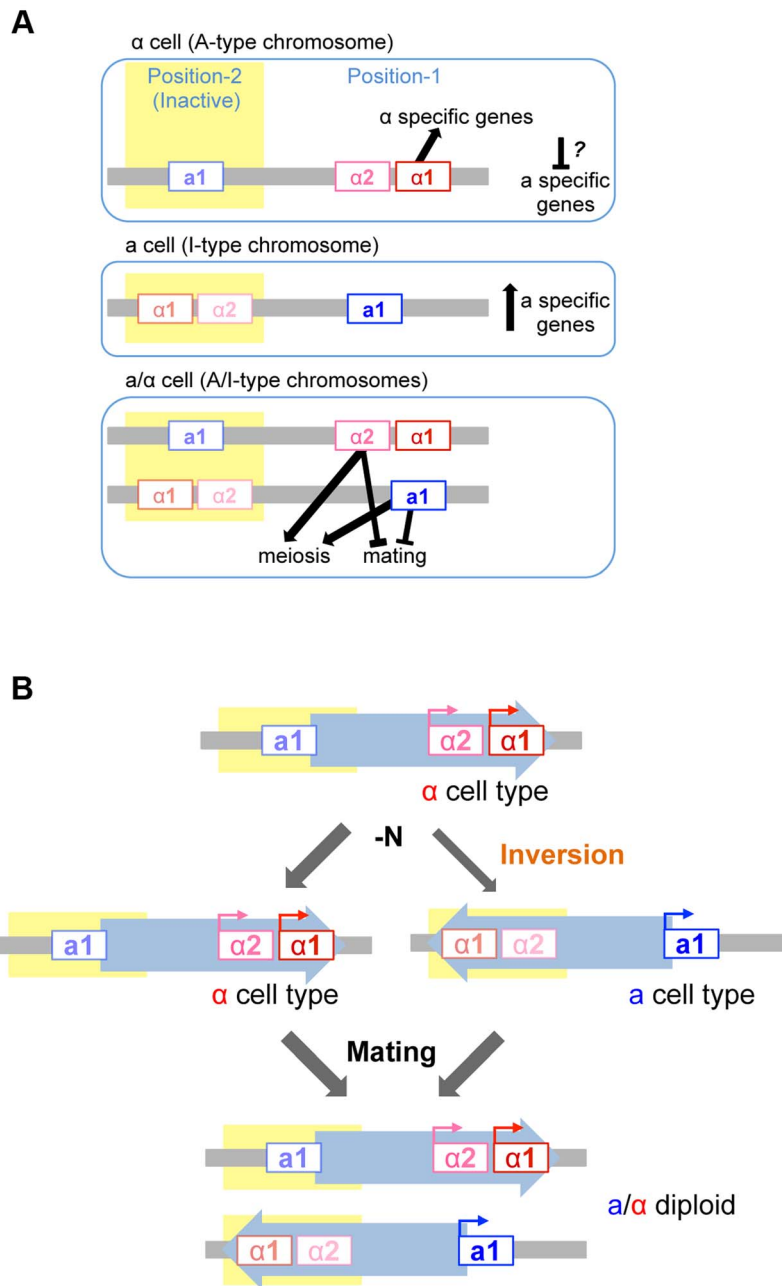 A
α cell (A-type chromosome)
Position-2
(Inactive)
Position-1
α specific genes
a1
α2
α1
?
a specific
genes
a cell (I-type chromosome)
α1
α2
a1
a specific
genes
a/α cell (A/I-type chromosomes)
a1
α2
α1
α1
α2
a1
meiosis
mating
B
a1
α2
α1
α cell type
-N
Inversion
a1
α2
α1
α cell type
α1
α2
a1
a cell type
Mating
a1
α2
α1
a/α diploid
α1
α2
a1